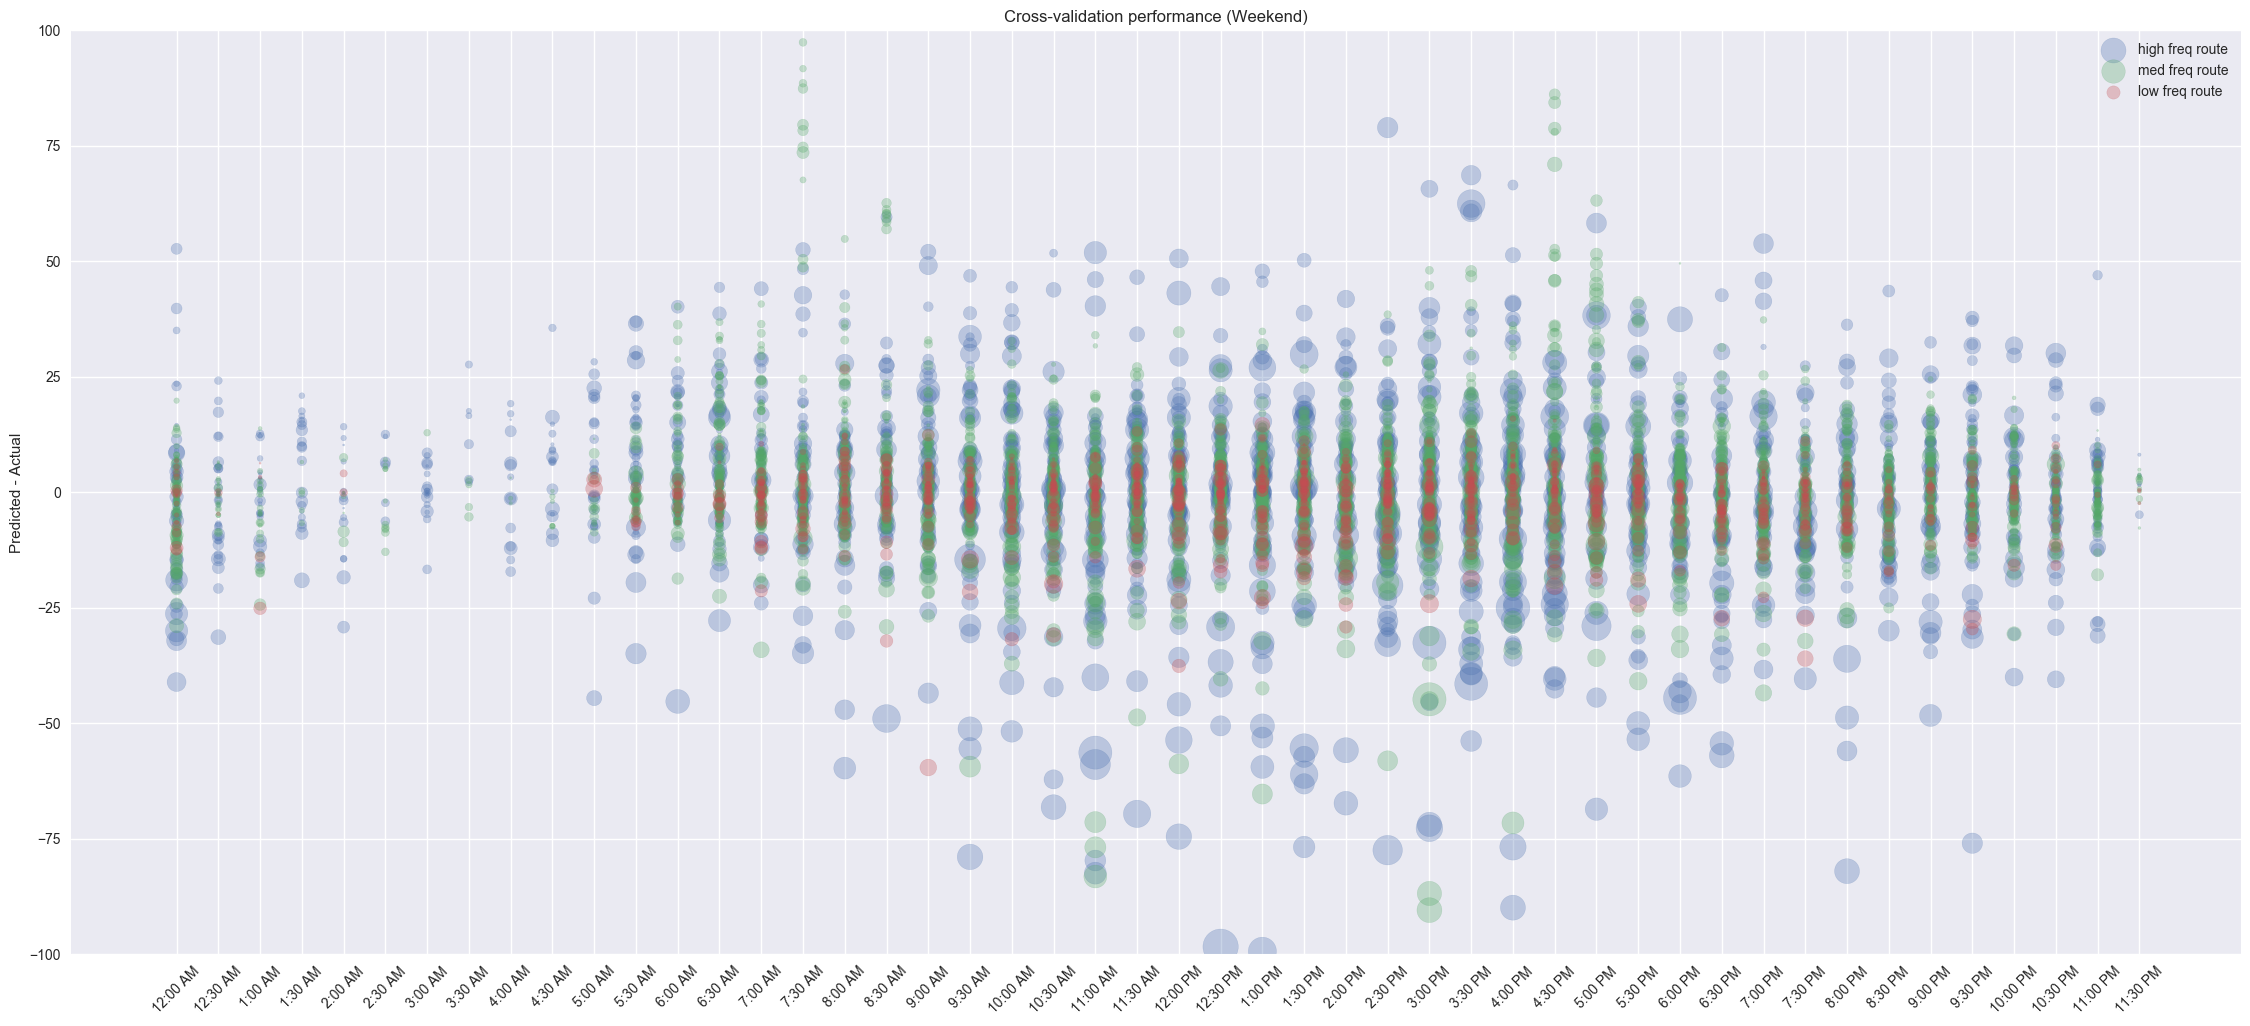 Cross-validation performance (Weekend)
high freq route
med freq route
low freq route
Predicted - Actual
100
75
50
25
0
−25
−50
−75
−100
12:00 AM
12:30 AM
1:00 AM
1:30 AM
2:00 AM
2:30 AM
3:00 AM
3:30 AM
4:00 AM
4:30 AM
5:00 AM
5:30 AM
6:00 AM
6:30 AM
7:00 AM
7:30 AM
8:00 AM
8:30 AM
9:00 AM
9:30 AM
10:00 AM
10:30 AM
11:00 AM
11:30 AM
12:00 PM
12:30 PM
1:00 PM
1:30 PM
2:00 PM
2:30 PM
3:00 PM
3:30 PM
4:00 PM
4:30 PM
5:00 PM
5:30 PM
6:00 PM
6:30 PM
7:00 PM
7:30 PM
8:00 PM
8:30 PM
9:00 PM
9:30 PM
10:00 PM
10:30 PM
11:00 PM
11:30 PM